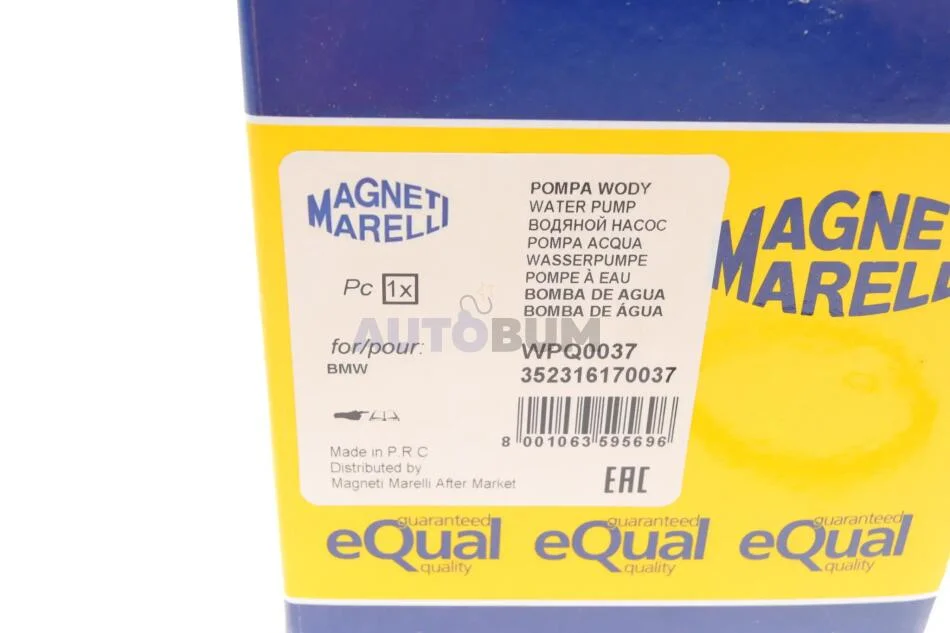 MAGNETI
MARELLI
Pc 1x
for/pour:
BMW
Made in P.R.C
Distributed by
Magneti Marelli After Market
POMPA WODY
WATER PUMP
ВОДЯНОЙ НАСОС
POMPA ACQUA
WASSERPUMPE
POMPE À EAU
BOMBA DE AGUA
BOMBA DE ÁGUA
AUTOBUM
WPQ0037
352316170037
8 001063 595696
EAC
MAGNE
MARELL
guaranteed
eQual
quality
guaranteed
eQual
quality
guaranteed
eQual
quality